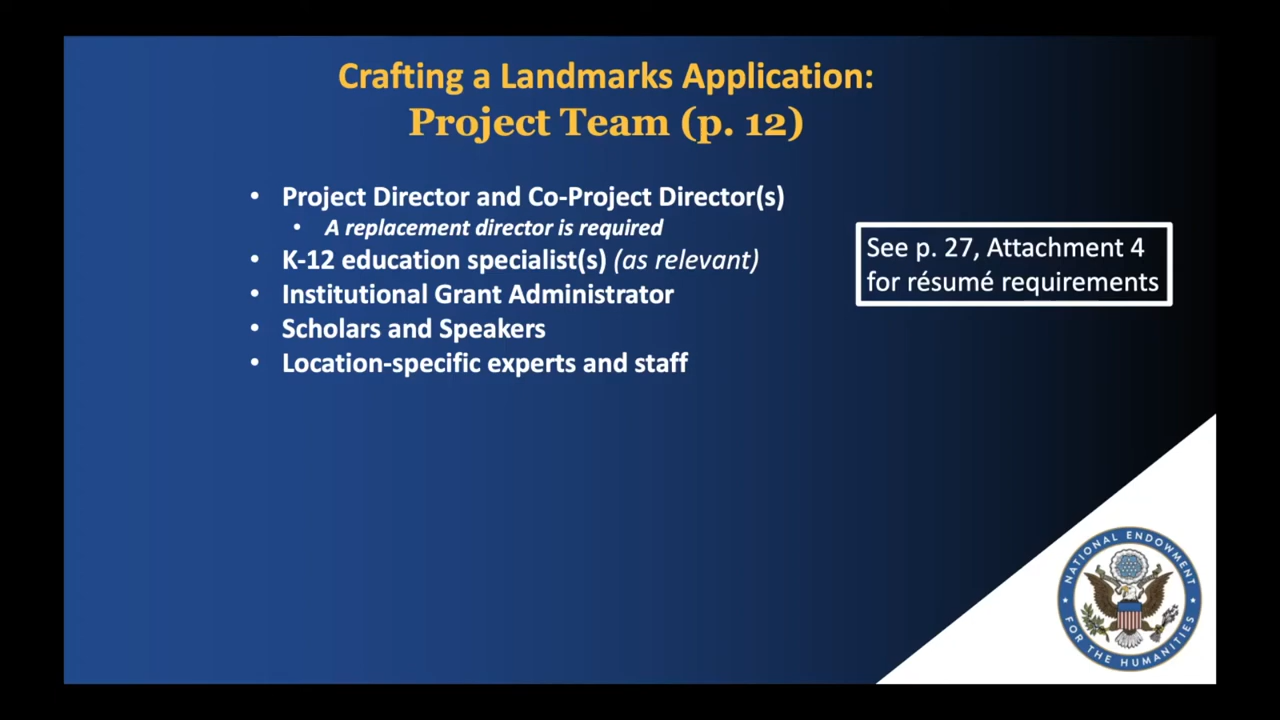 Crafting a Landmarks Application:
Project Team (p. 12)
• Project Director and Co-Project Director(s)
• A replacement director is required
• K-12 education specialist(s) (as relevant)
• Institutional Grant Administrator
• Scholars and Speakers
• Location-specific experts and staff
See p. 27, Attachment 4
for résumé requirements
NATIONAL ENDOWMENT
FOR THE HUMANITIES